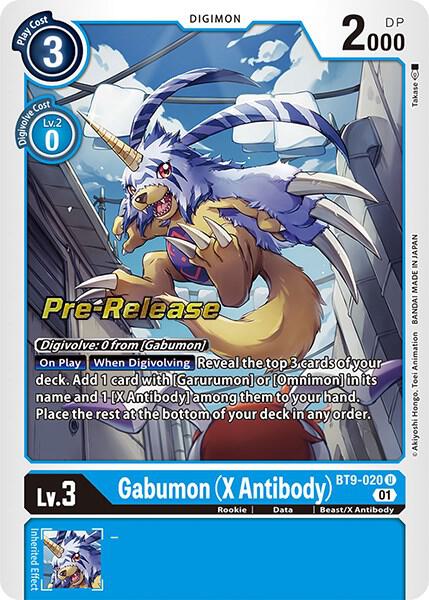 DIGIMON
Play Cost
3
DP
2000
Digivolve Cost
Lv.2
0
Takase
Pre-Release
Digivolve: 0 from [Gabumon]
On Play When Digivolving Reveal the top 3 cards of your
deck. Add 1 card with [Garurumon] or [Omnimon] in its
name and 1 [X Antibody] among them to your hand.
Place the rest at the bottom of your deck in any order.
© Akiyoshi Hongo, Toei Animation BANDAI MADE IN JAPAN
Lv.3
Gabumon (X Antibody)
BT9-020 U
01
Rookie | Data | Beast/X Antibody
Inherited Effect
-